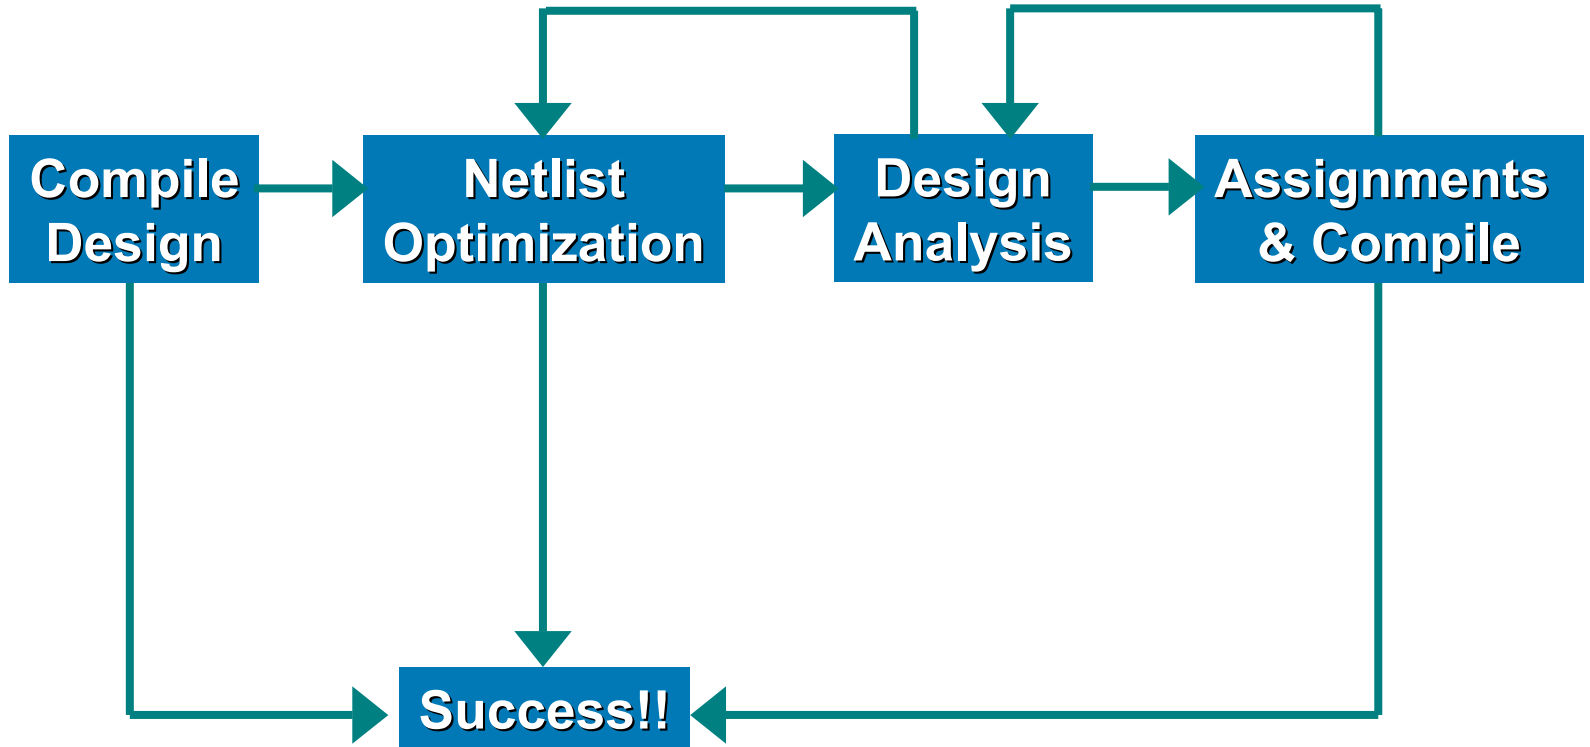 Compile
Design
Netlist
Optimization
Design
Analysis
Assignments
& Compile
Success!!